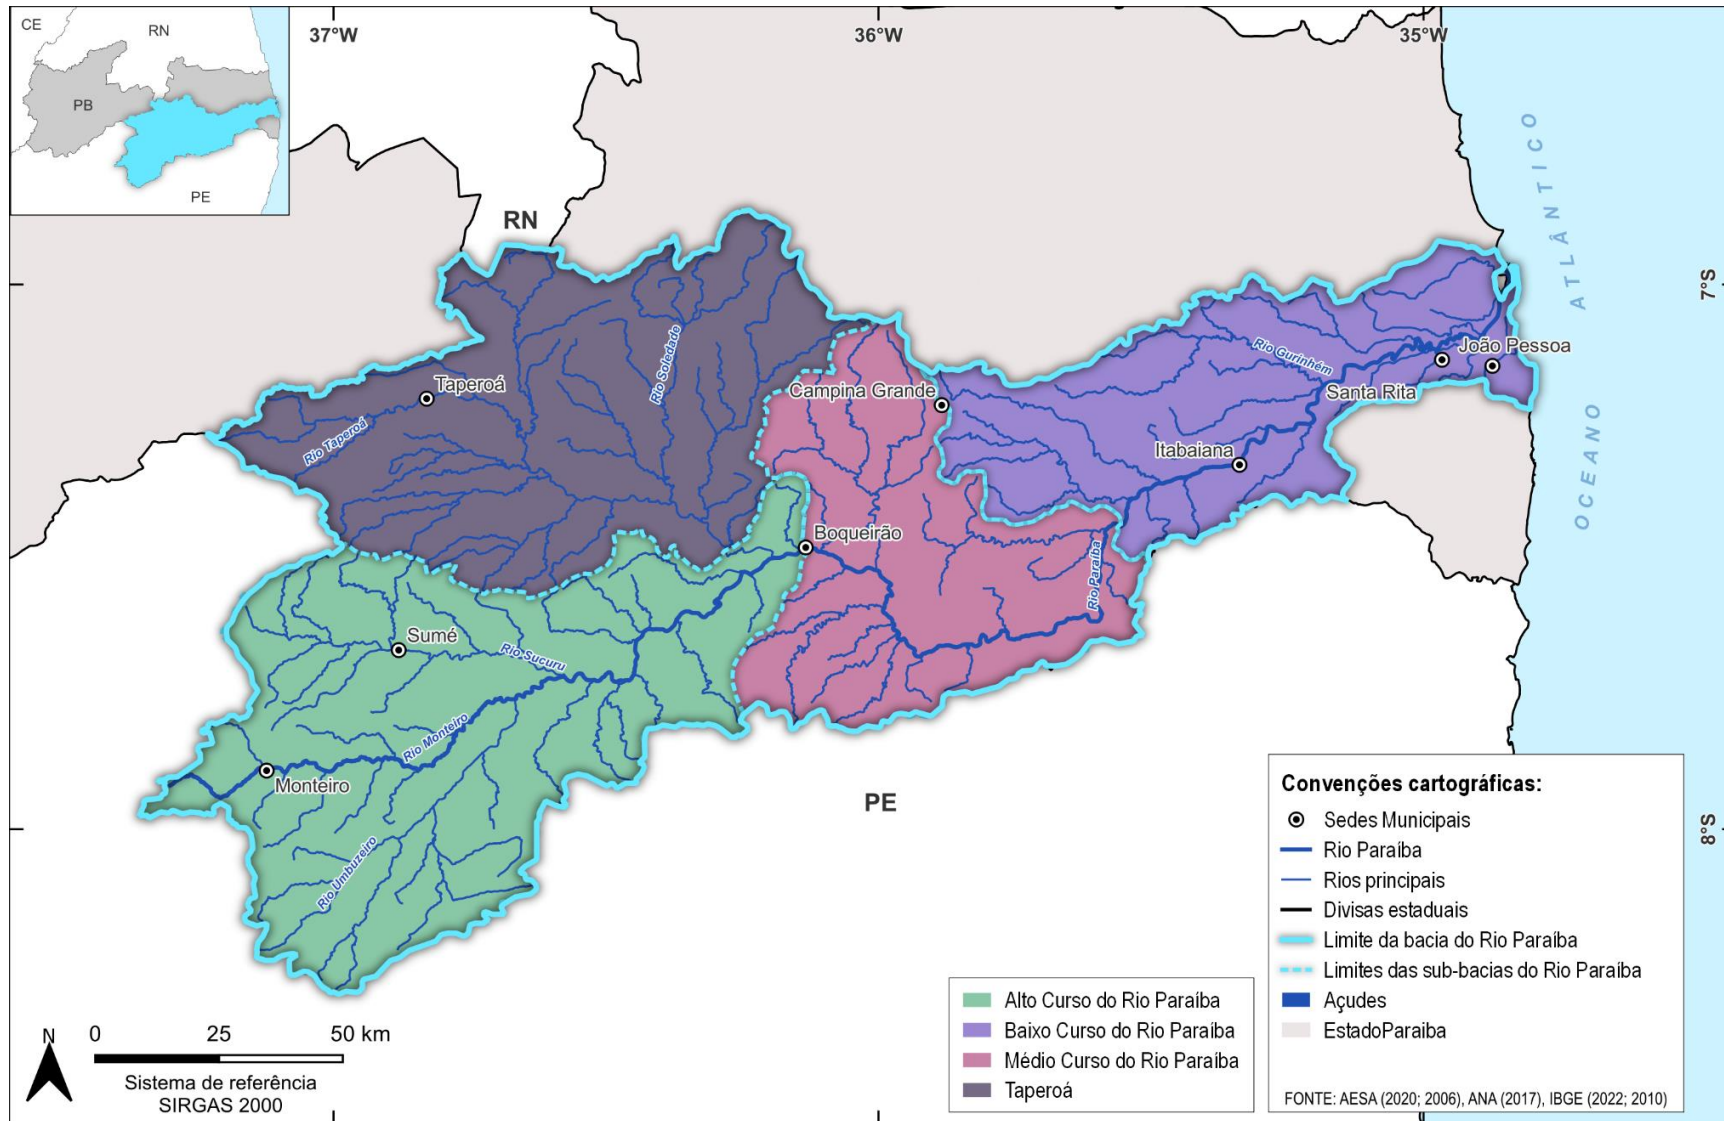 CE
RN
PB
PE
37°W
36°W
35°W
7°S
8°S
RN
PE
OCEANO ATLÂNTICO
Taperoá
Rio Taperoá
Rio Soledade
Campina Grande
Rio Gurinhém
João Pessoa
Santa Rita
Itabaiana
Boqueirão
Rio Paraíba
Sumé
Rio Sucuru
Rio Monteiro
Monteiro
Rio Umbuzeiro
N
0 25 50 km
Sistema de referência
SIRGAS 2000
Alto Curso do Rio Paraíba
Baixo Curso do Rio Paraíba
Médio Curso do Rio Paraíba
Taperoá
Convenções cartográficas:
Sedes Municipais
Rio Paraíba
Rios principais
Divisas estaduais
Limite da bacia do Rio Paraíba
Limites das sub-bacias do Rio Paraíba
Açudes
EstadoParaiba
FONTE: AESA (2020; 2006), ANA (2017), IBGE (2022; 2010)